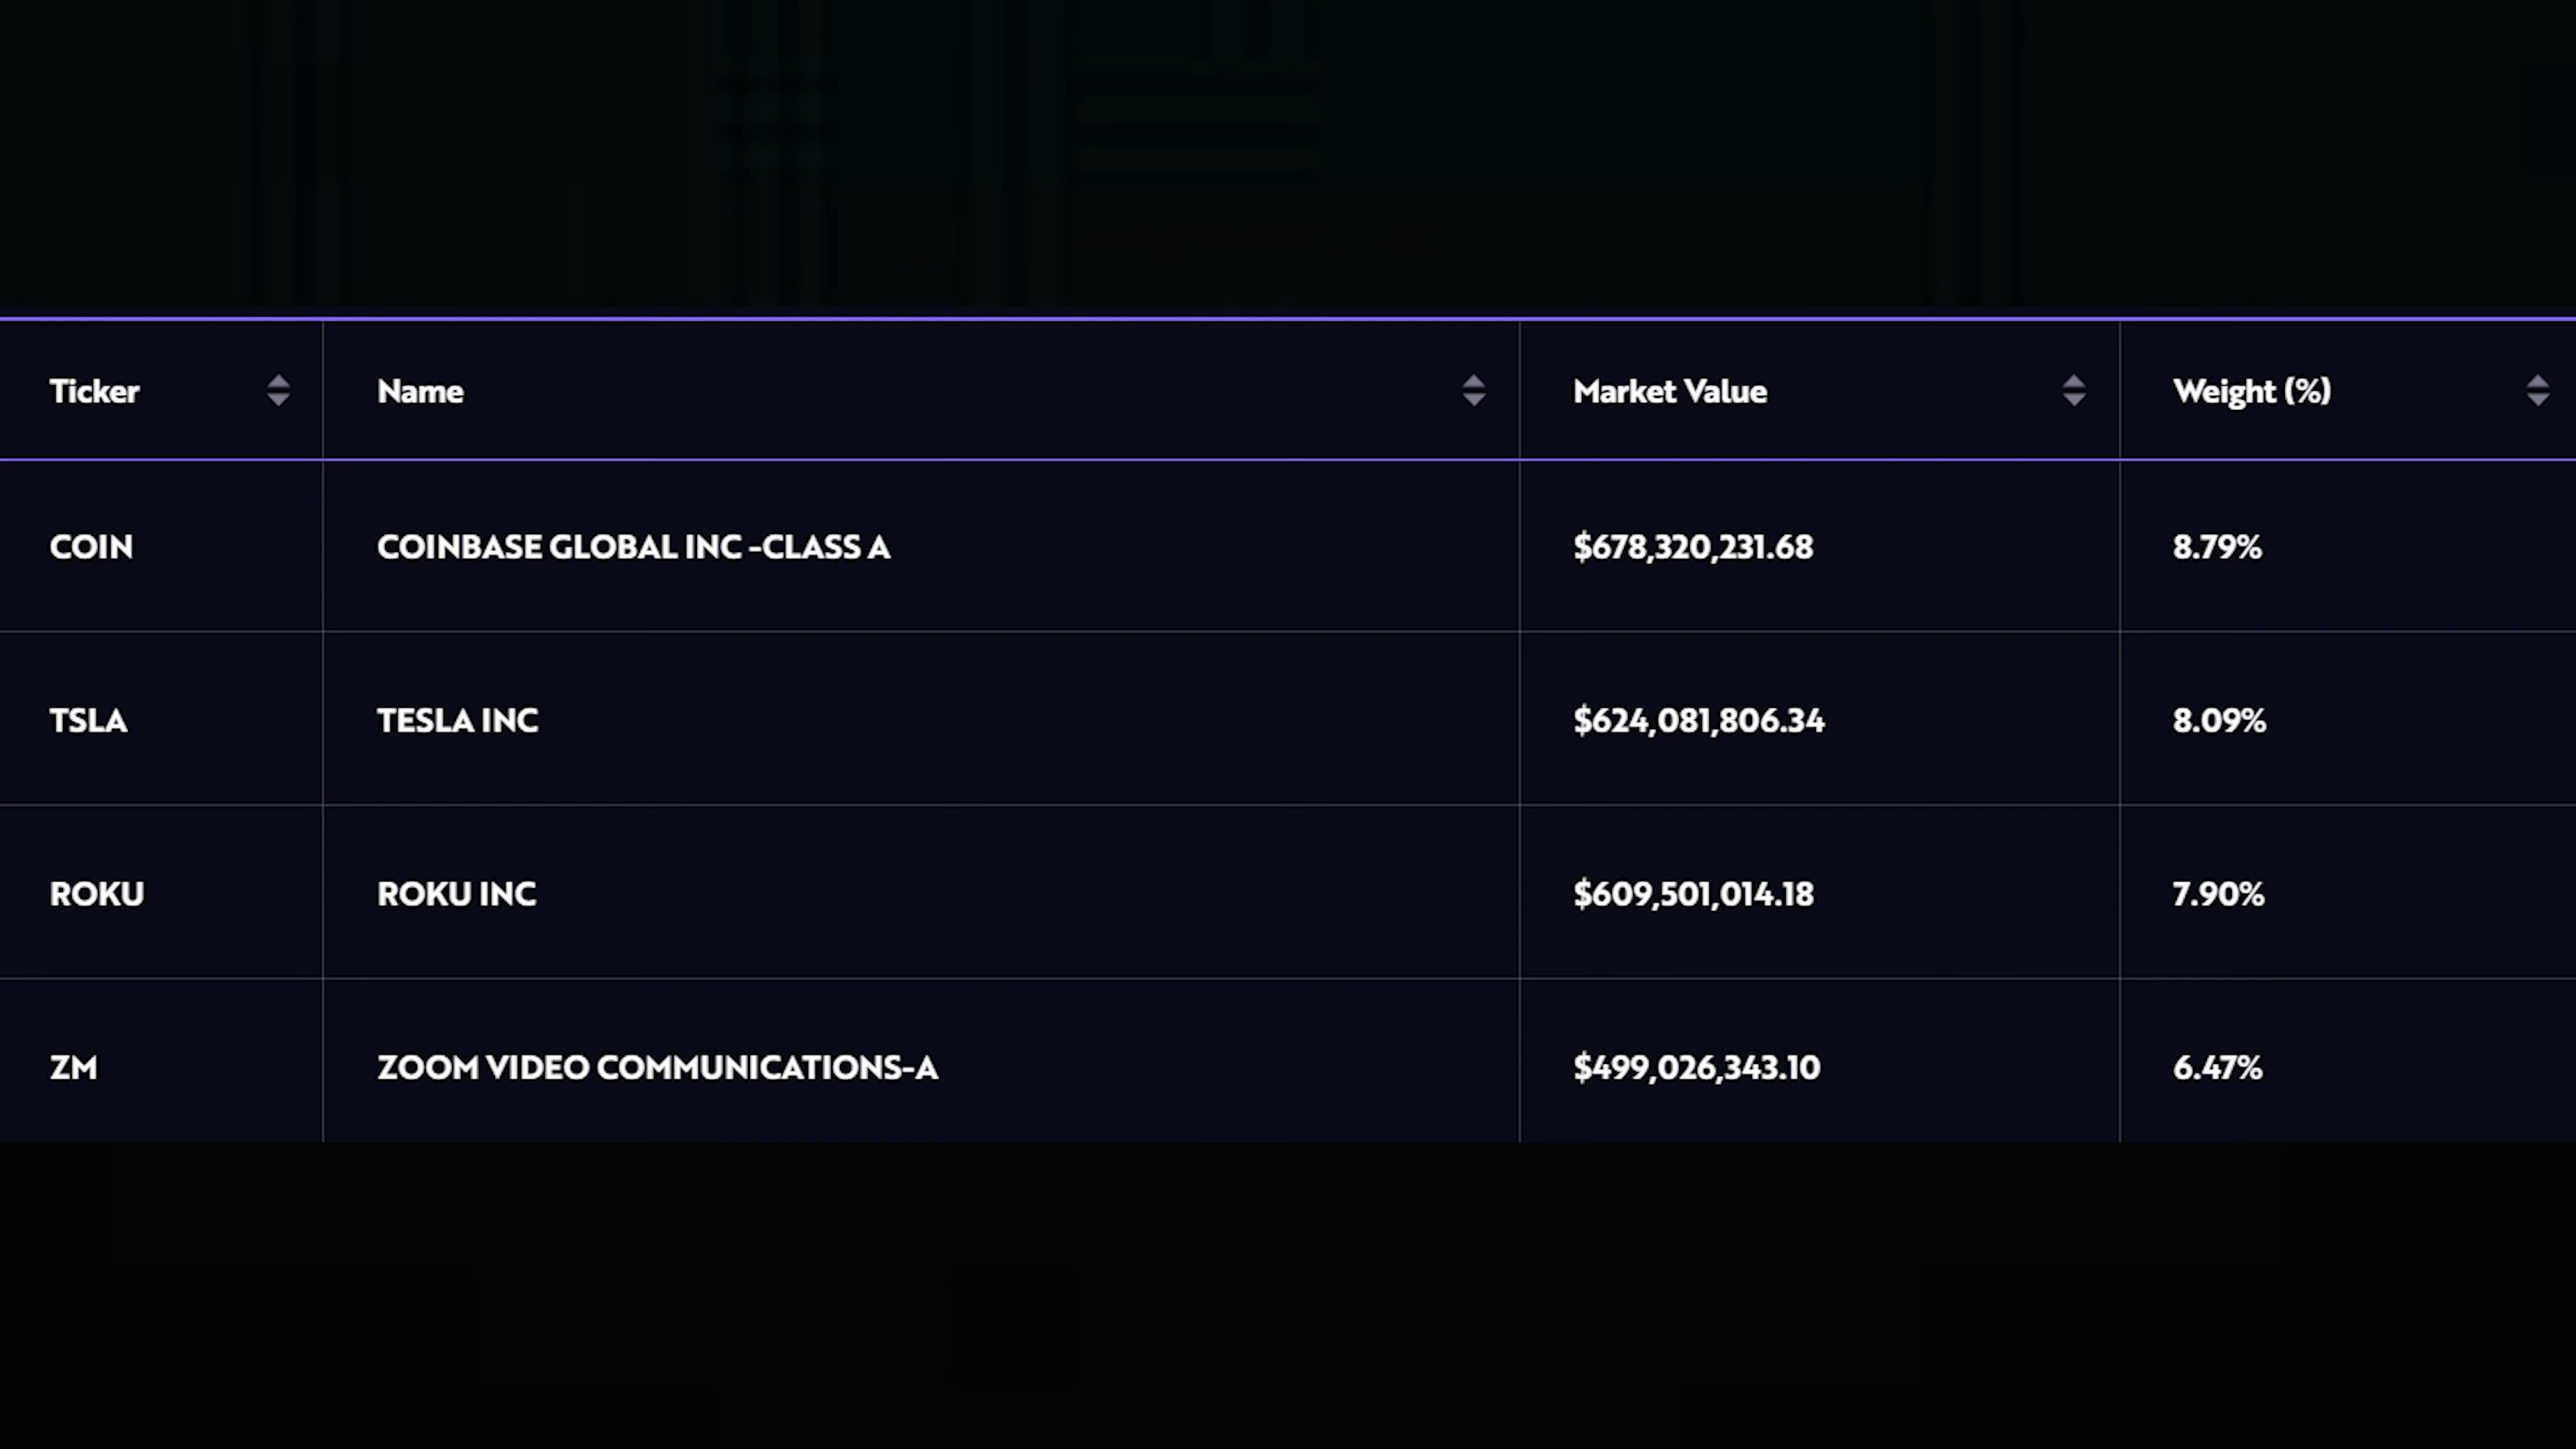 Ticker Name Market Value Weight (%)
COIN COINBASE GLOBAL INC -CLASS A $678,320,231.68 8.79%
TSLA TESLA INC $624,081,806.34 8.09%
ROKU ROKU INC $609,501,014.18 7.90%
ZM ZOOM VIDEO COMMUNICATIONS-A $499,026,343.10 6.47%